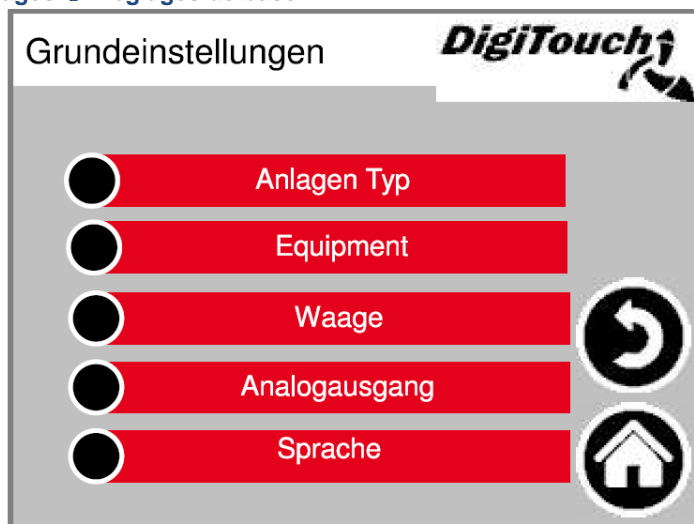 Grundeinstellungen
DigiTouch
Anlagen Typ
Equipment
Waage
Analogausgang
Sprache